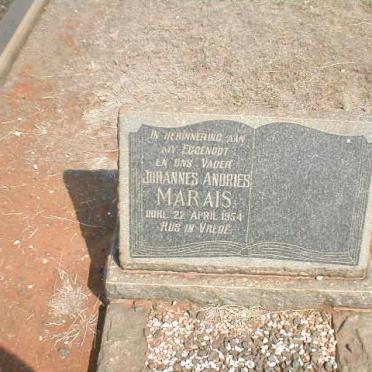 IN HERINNERING AAN
MY EGGENOOT
EN ONS VADER
JOHANNES ANDRIES
MARAIS.
OORL. 22 APRIL 1954
RUS IN VREDE.